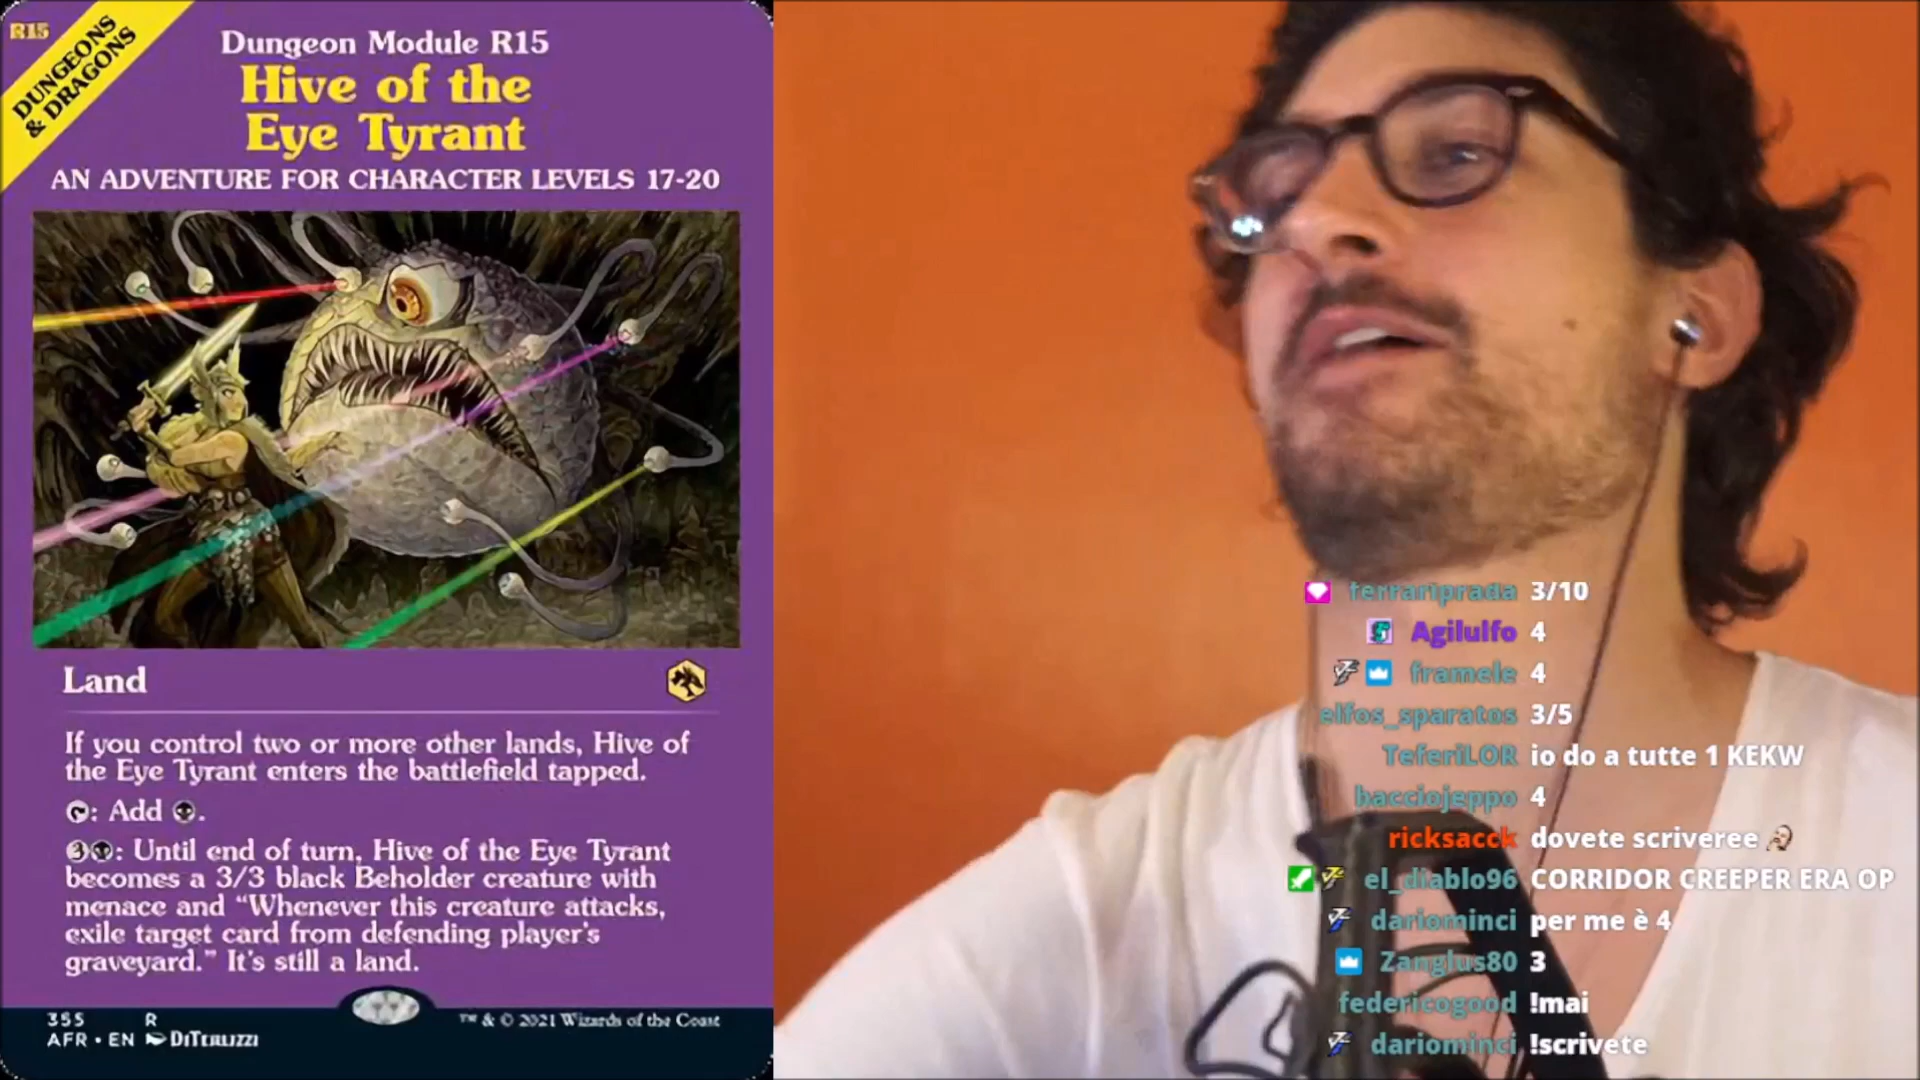 R15
DUNGEONS
& DRAGONS
Dungeon Module R15
Hive of the
Eye Tyrant
AN ADVENTURE FOR CHARACTER LEVELS 17-20
Land
If you control two or more other lands, Hive of
the Eye Tyrant enters the battlefield tapped.
: Add .
3: Until end of turn, Hive of the Eye Tyrant
becomes a 3/3 black Beholder creature with
menace and “Whenever this creature attacks,
exile target card from defending player's
graveyard.” It's still a land.
355 R
AFR • EN DiTerlizzi
™ & © 2021 Wizards of the Coast
ferrariprada 3/10
Agilulfo 4
framele 4
elfos_sparatos 3/5
TeferiLOR io do a tutte 1 KEKW
bacciojeppo 4
ricksacck dovete scriveree
el_diablo96 CORRIDOR CREEPER ERA OP
dariominci per me è 4
Zanglus80 3
federicogood !mai
dariominci !scrivete